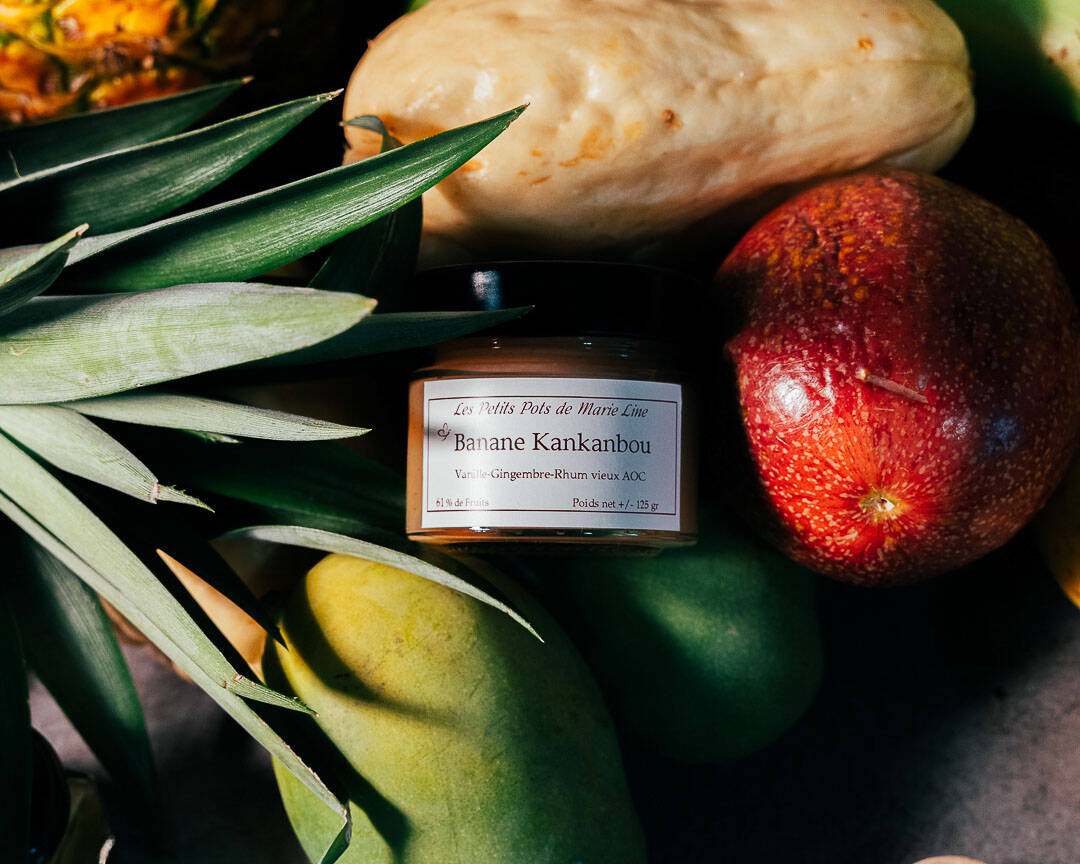 Les Petits Pots de Marie Line
Banane Kankanbou
Vanille-Gingembre-Rhum vieux AOC
61 % de Fruits Poids net +/- 125 gr